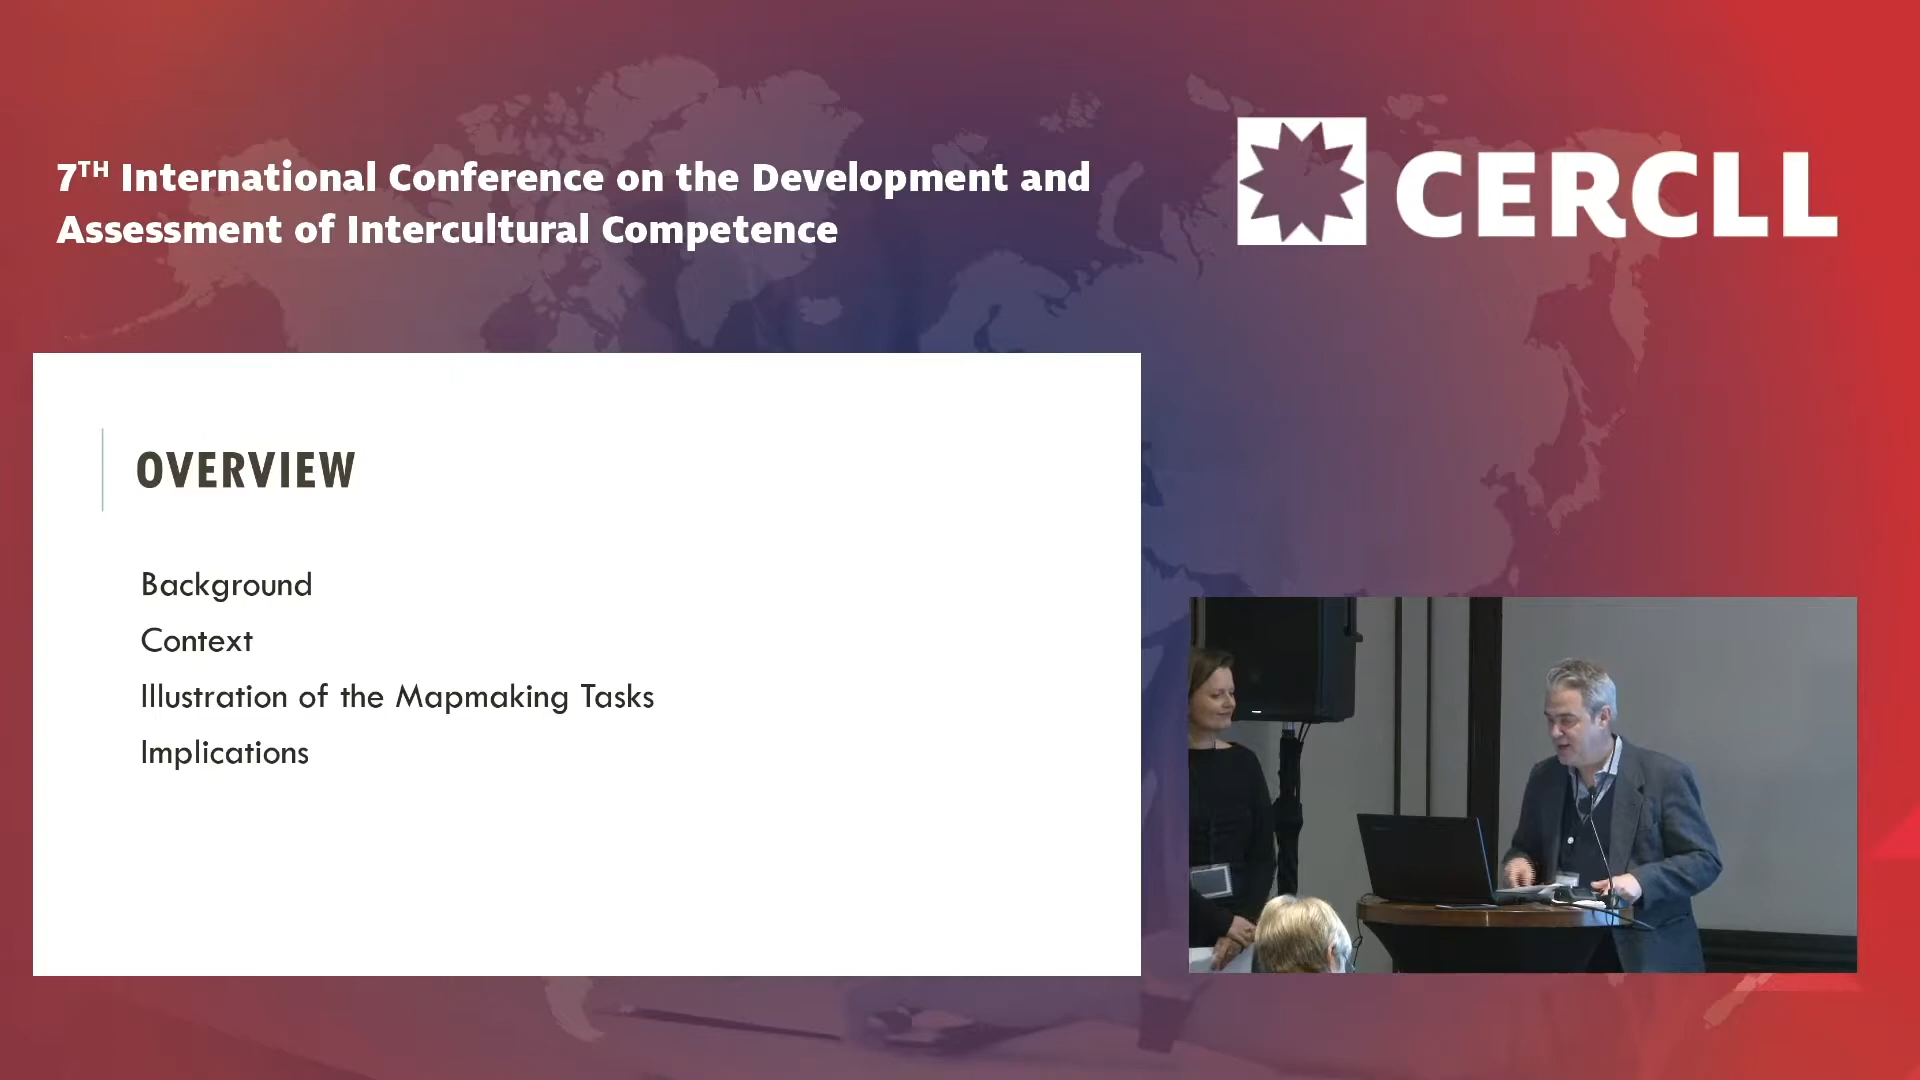 7TH International Conference on the Development and
Assessment of Intercultural Competence
CERCLL
OVERVIEW
Background
Context
Illustration of the Mapmaking Tasks
Implications